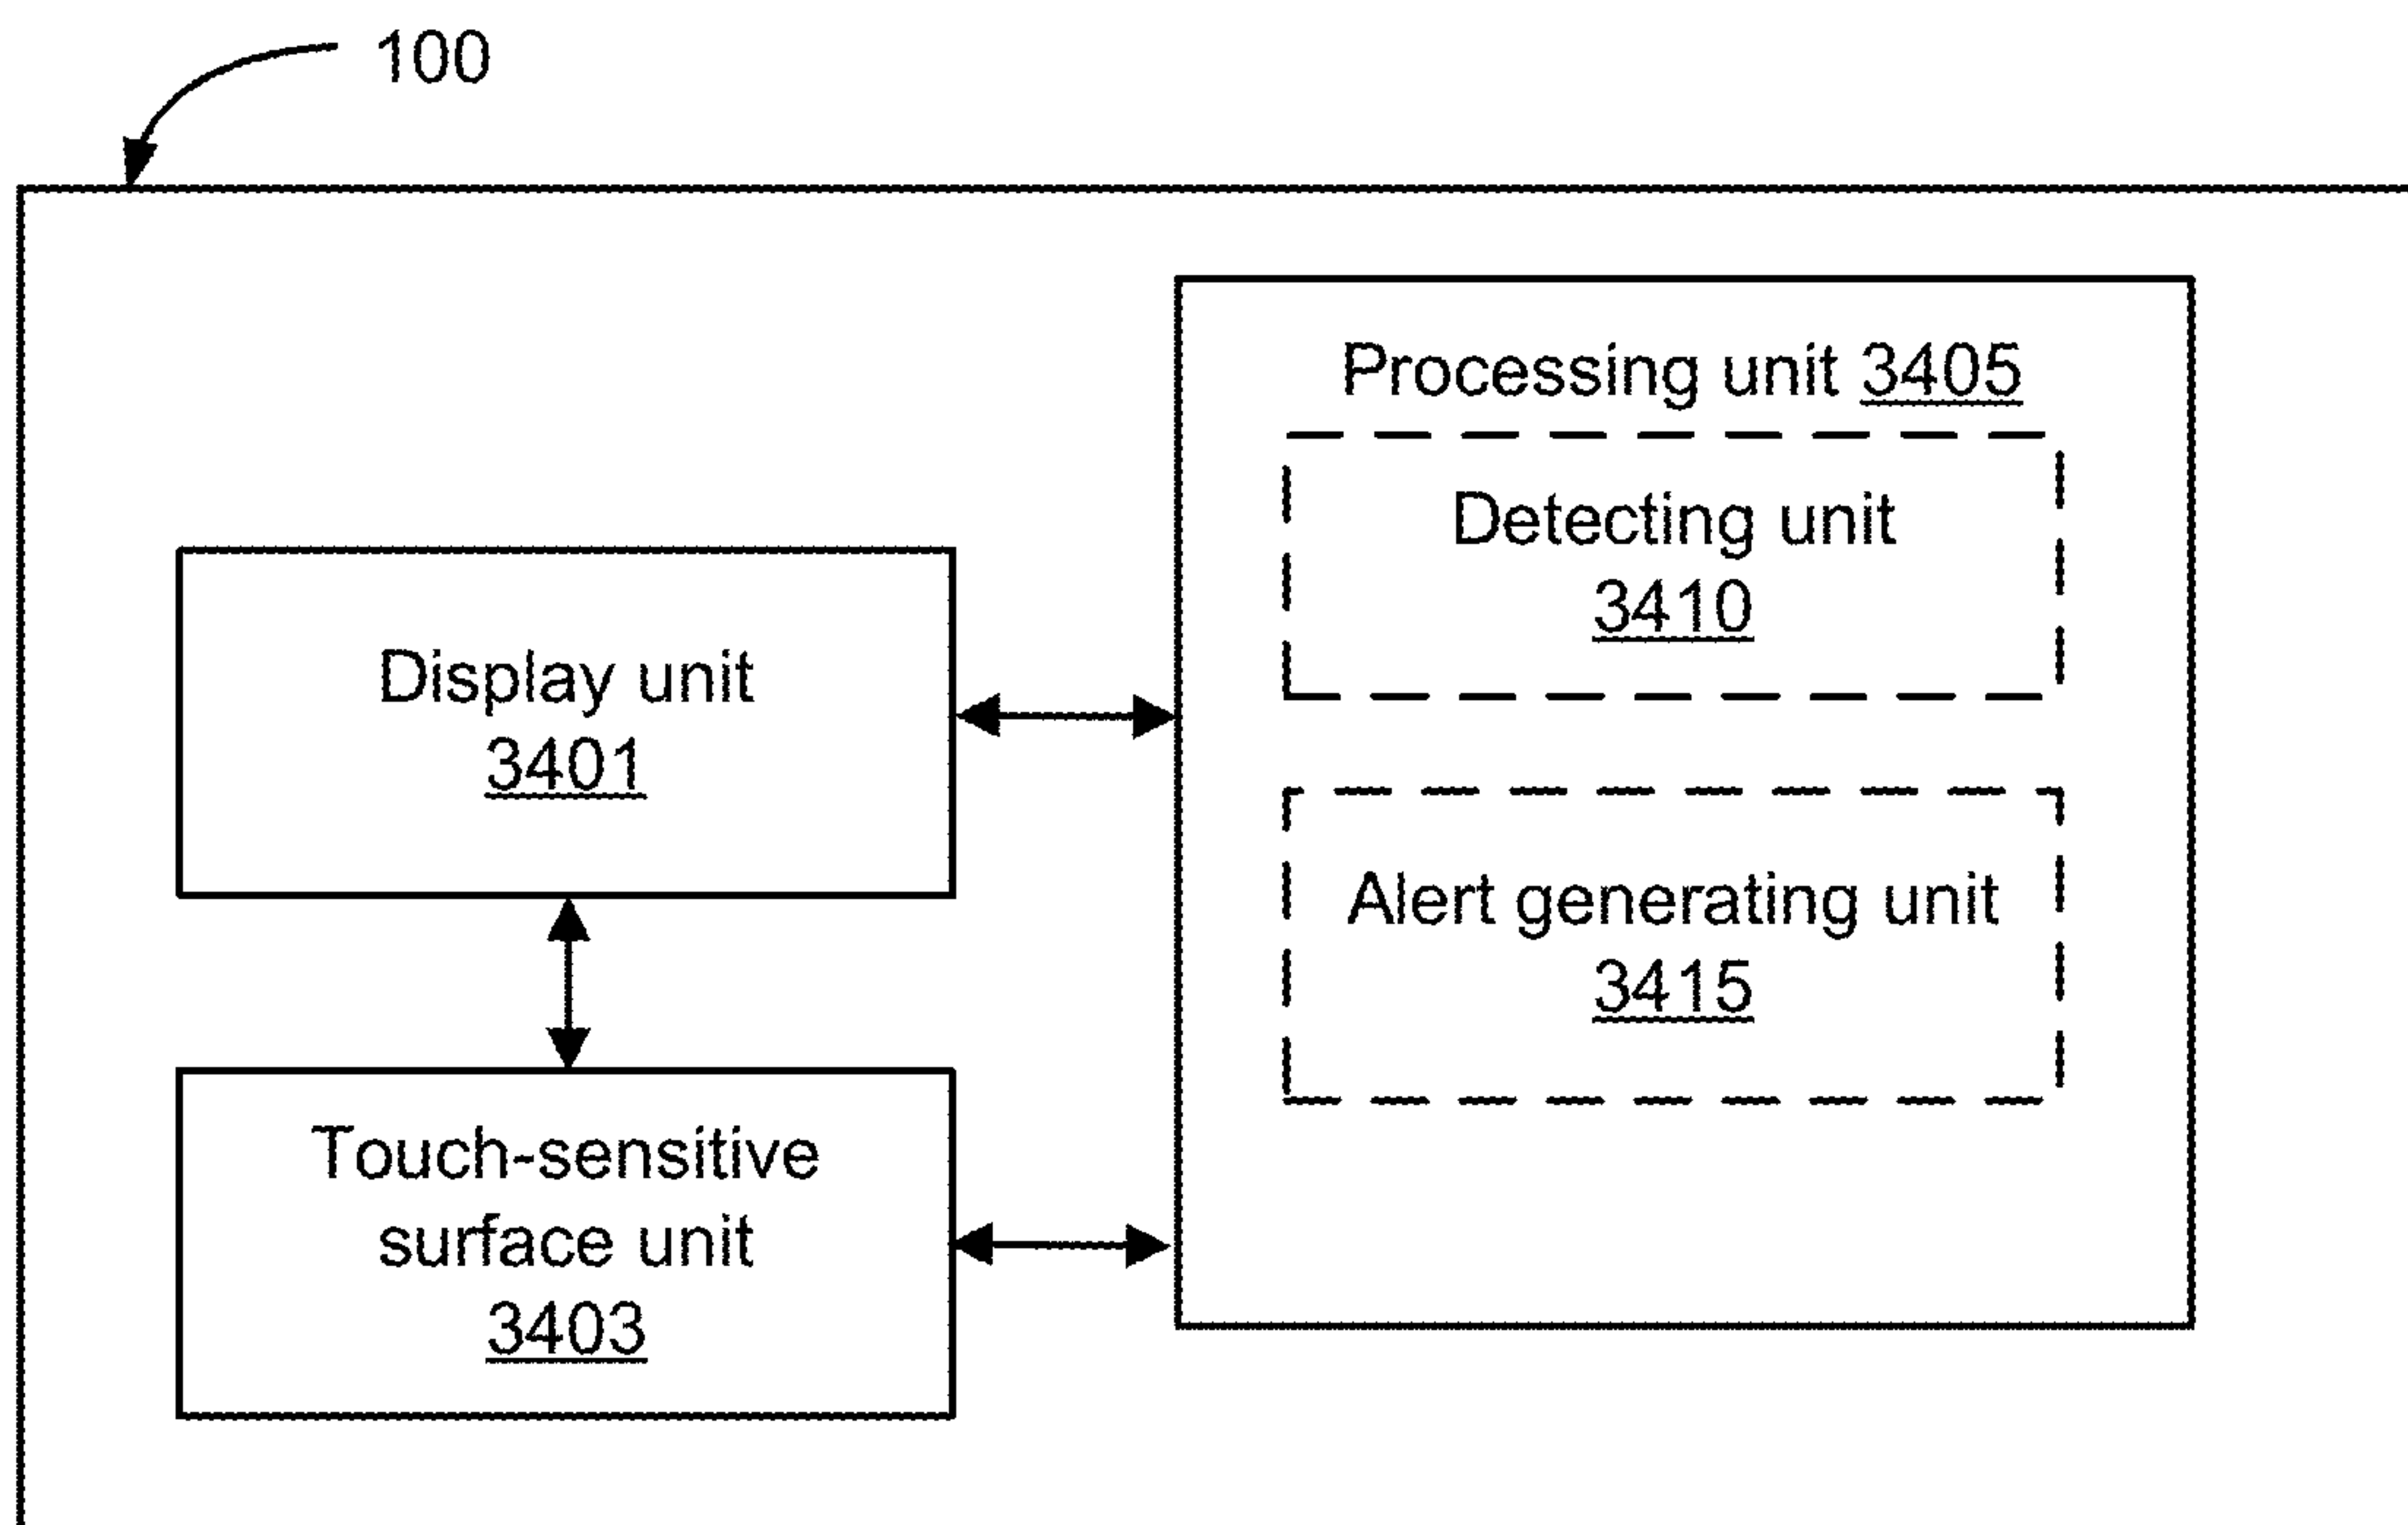 100
Processing unit 3405
Detecting unit
3410
Display unit
3401
Alert generating unit
3415
Touch-sensitive
surface unit
3403